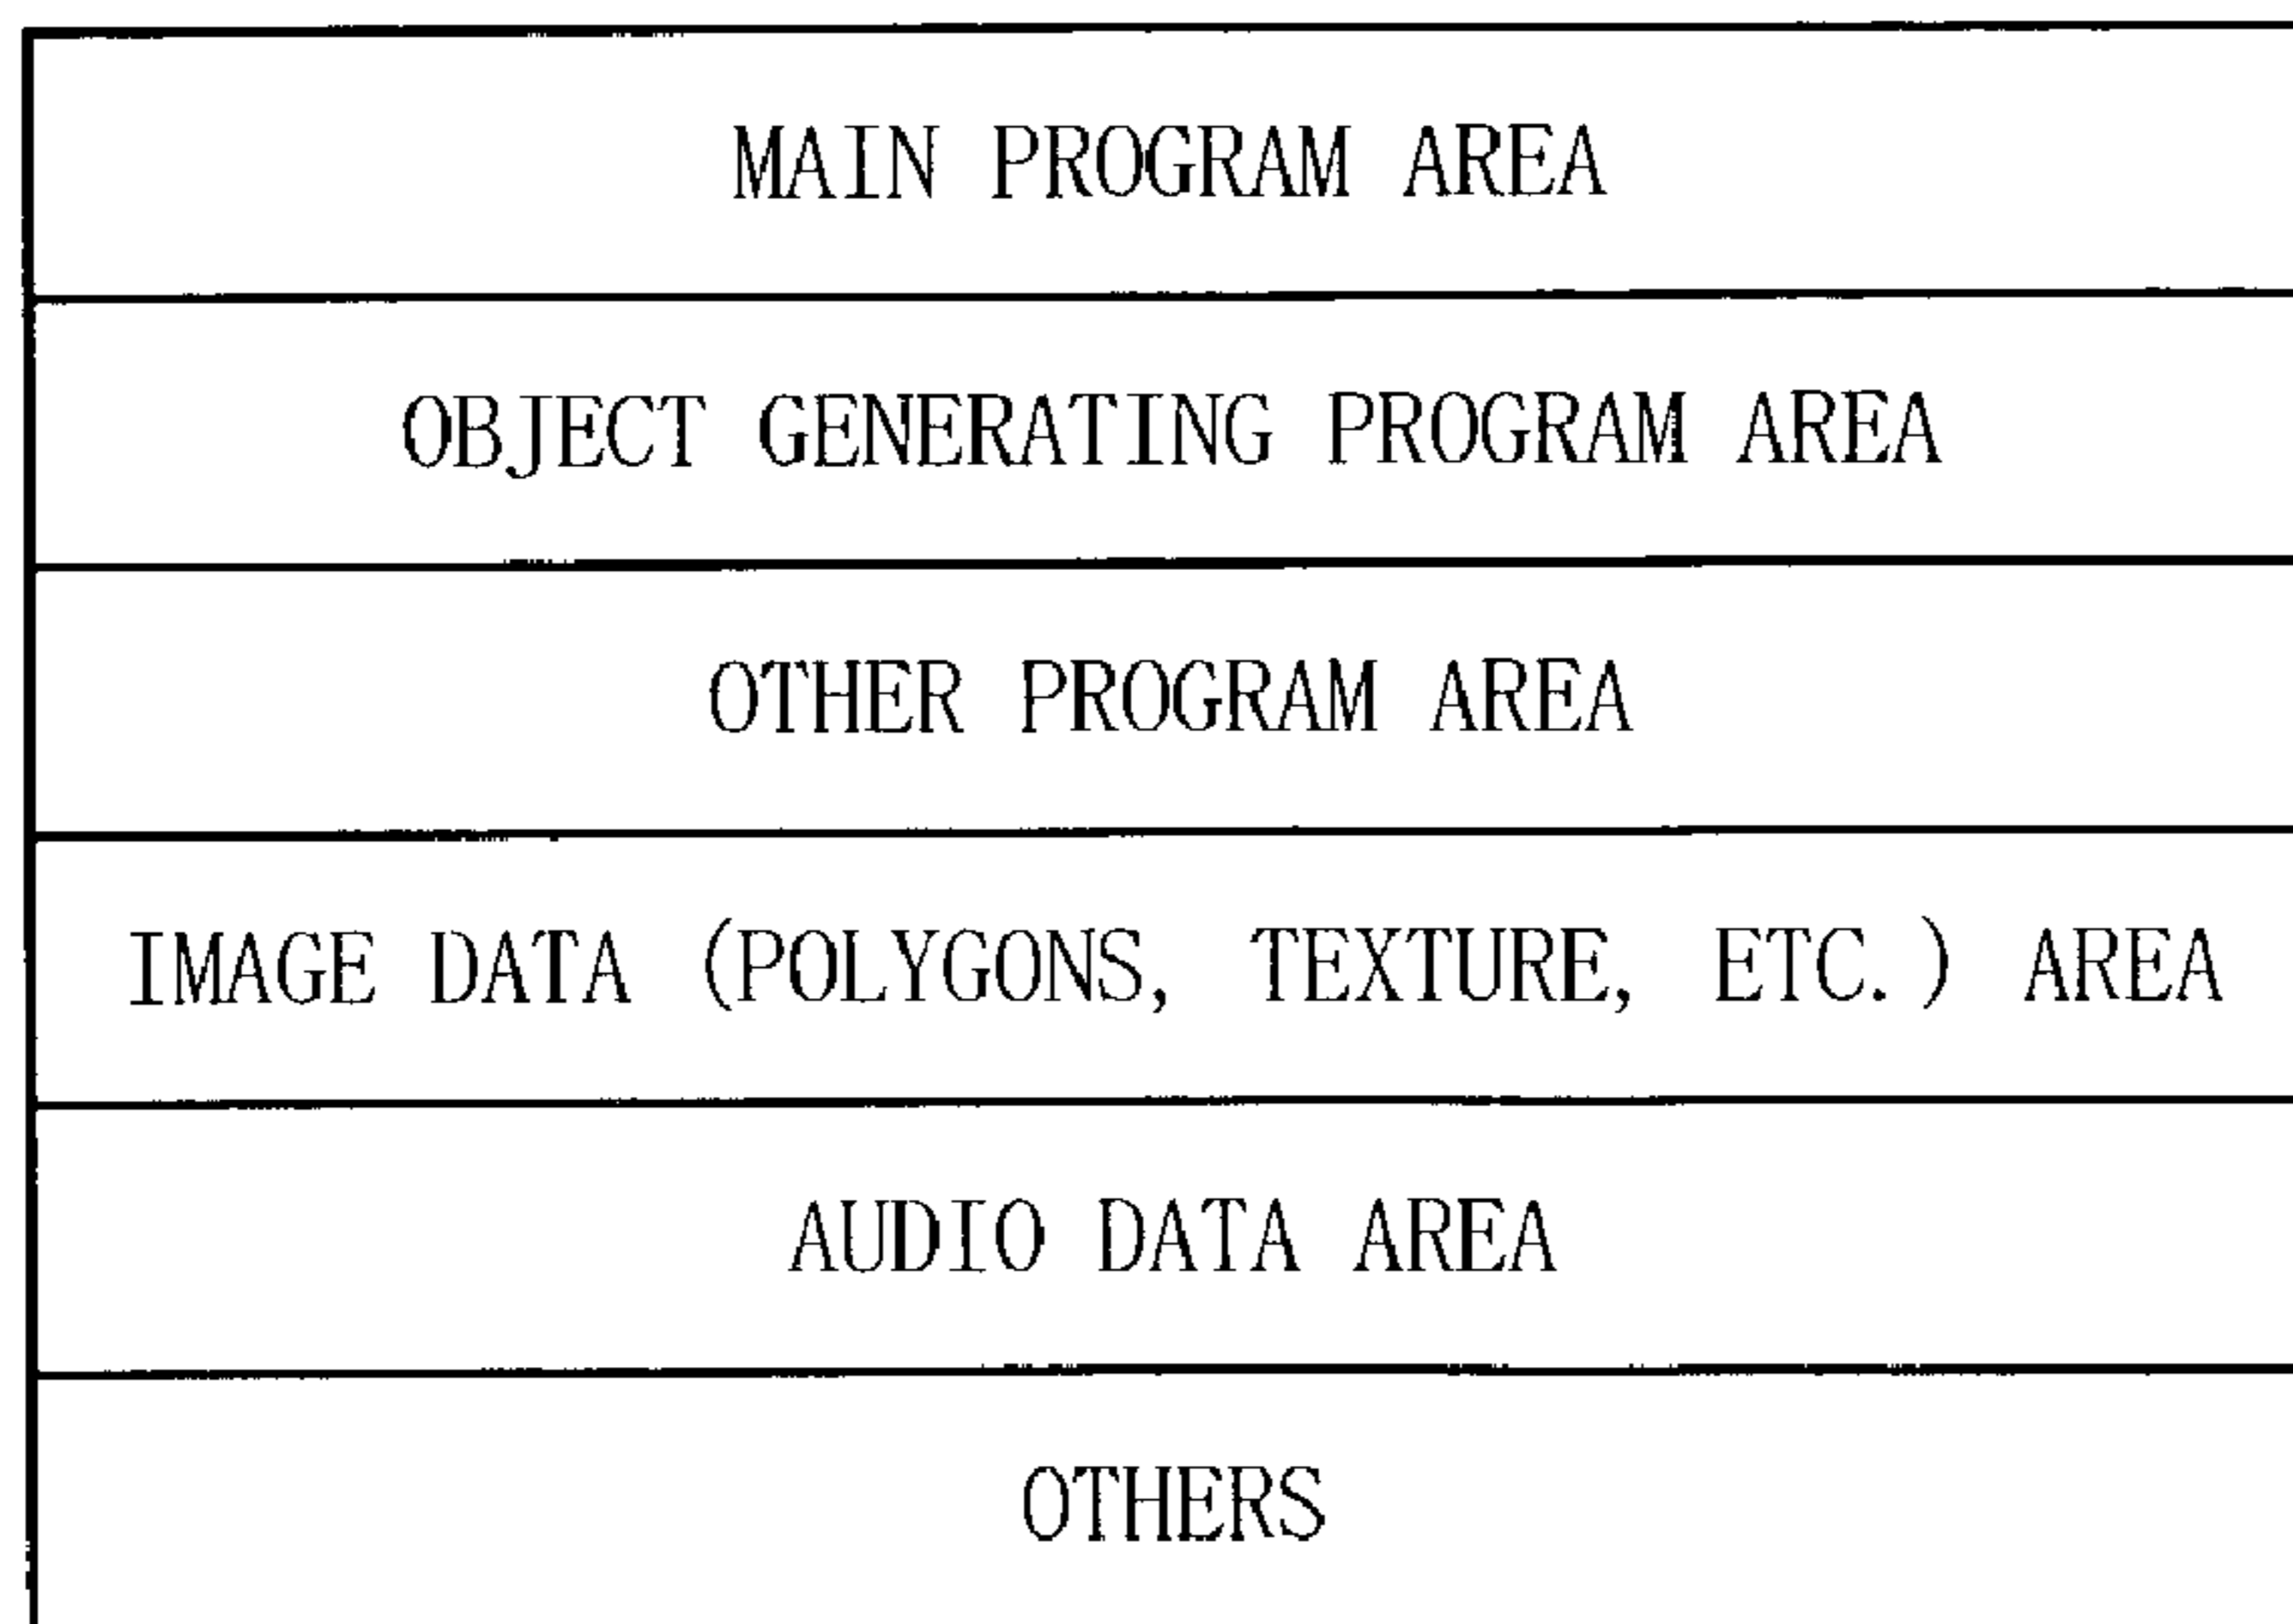 MAIN PROGRAM AREA
OBJECT GENERATING PROGRAM AREA
OTHER PROGRAM AREA
IMAGE DATA (POLYGONS, TEXTURE, ETC.) AREA
AUDIO DATA AREA
OTHERS